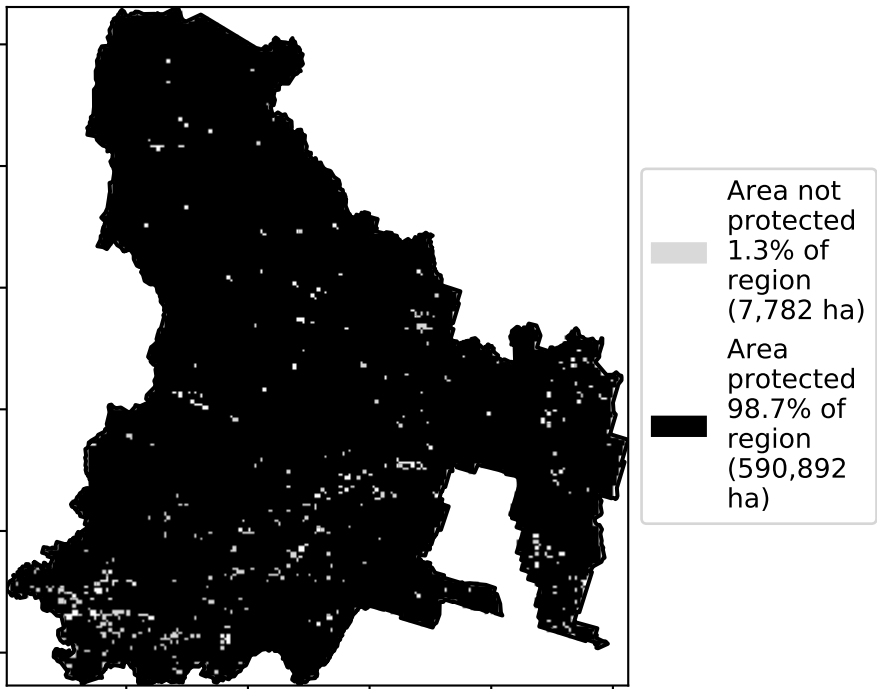 Area not
protected
1.3% of
region
(7,782 ha)
Area
protected
98.7% of
region
(590,892
ha)